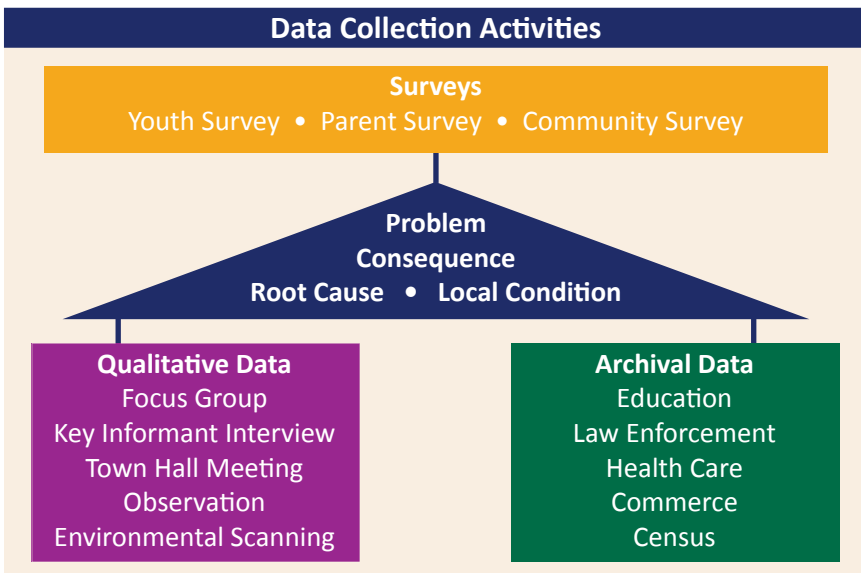 Data Collection Activities
Surveys
Youth Survey • Parent Survey • Community Survey
Problem
Consequence
Root Cause • Local Condition
Qualitative Data
Focus Group
Key Informant Interview
Town Hall Meeting
Observation
Environmental Scanning
Archival Data
Education
Law Enforcement
Health Care
Commerce
Census